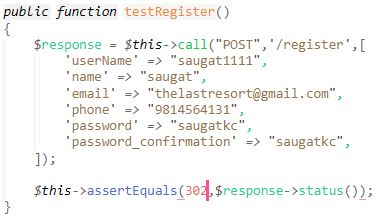 public function testRegister()
{
    $response = $this->call("POST",'/register',[
        'userName' => "saugat1111",
        'name' => "saugat",
        'email' => "thelastresort@gmail.com",
        'phone' => "9814564131",
        'password' => "saugatkc",
        'password_confirmation' => "saugatkc",
    ]);
    $this->assertEquals(302,$response->status());
}